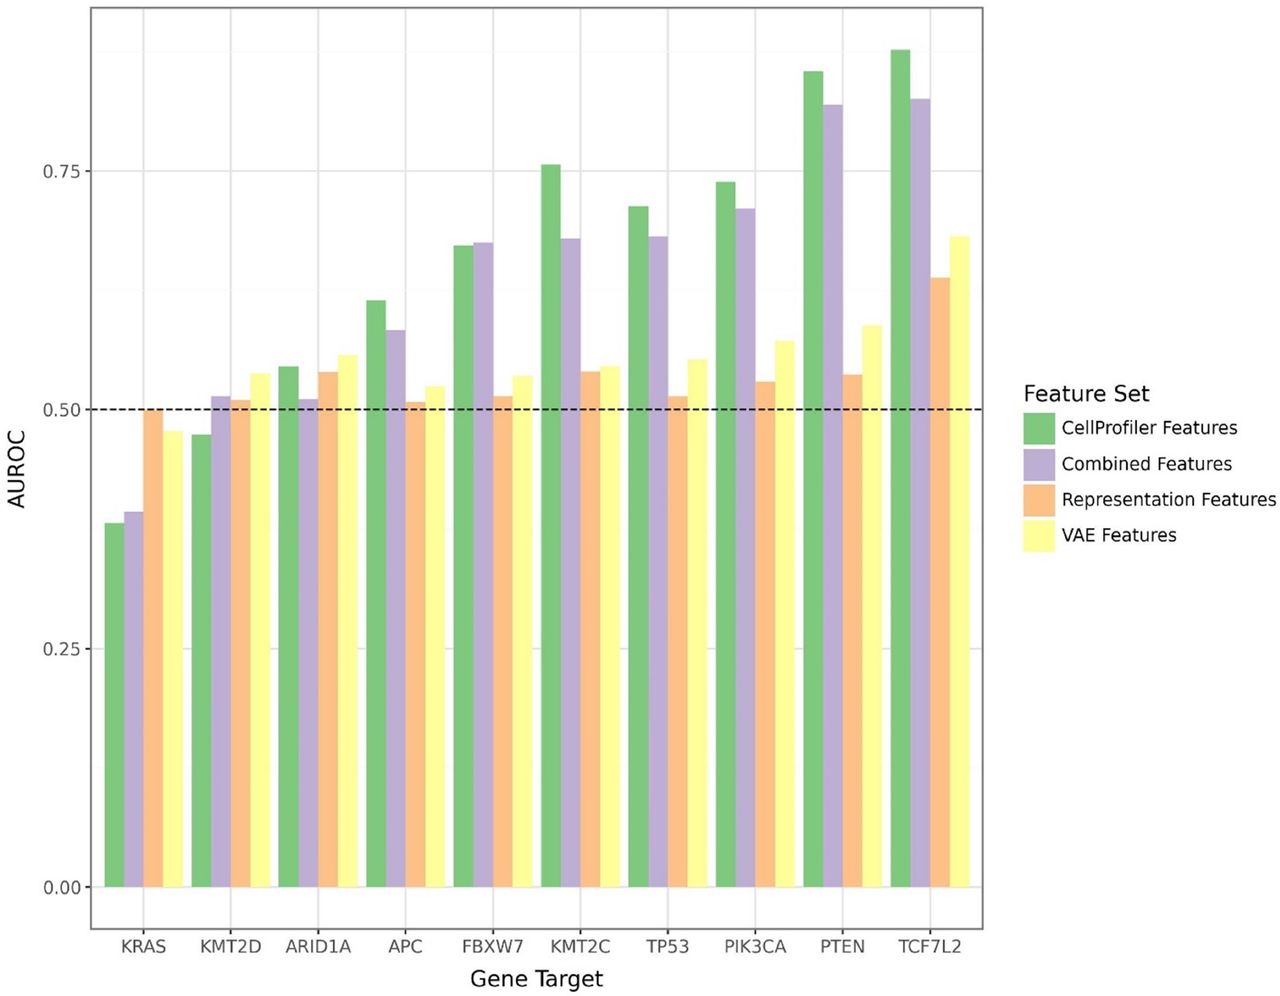 AUROC
0.75
0.50
0.25
0.00
KRAS KMT2D ARID1A APC FBXW7 KMT2C TP53 PIK3CA PTEN TCF7L2
Gene Target
Feature Set
CellProfiler Features
Combined Features
Representation Features
VAE Features